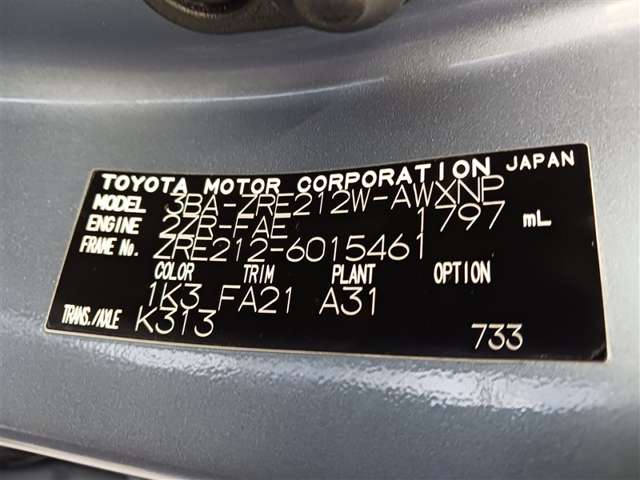 TOYOTA MOTOR CORPORATION JAPAN
MODEL 3BA-ZRE212W-AWXNP
ENGINE 2ZR-FAE 1797 mL
FRAME No. ZRE212-6015461
COLOR TRIM PLANT OPTION
1K3 FA21 A31
TRANS./AXLE K313
733